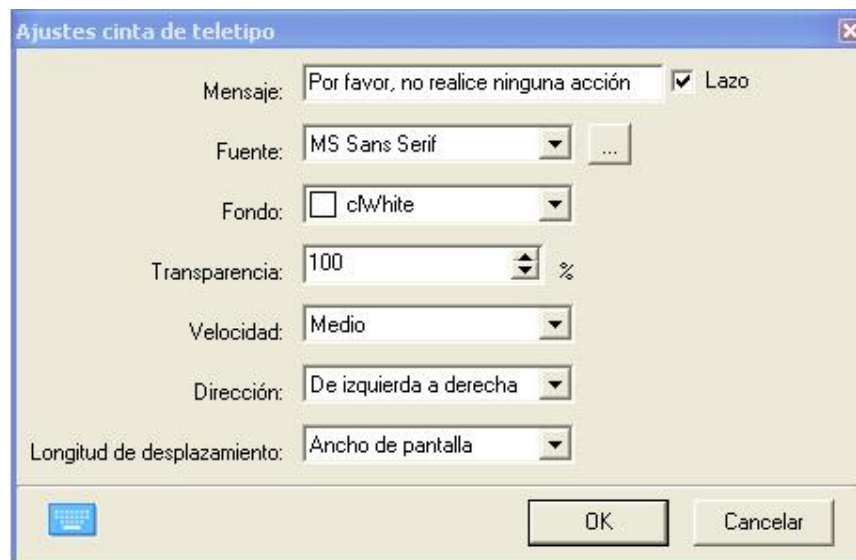 Ajustes cinta de teletipo
Mensaje: Por favor, no realice ninguna acción Lazo
Fuente: MS Sans Serif ...
Fondo: clWhite
Transparencia: 100 %
Velocidad: Medio
Dirección: De izquierda a derecha
Longitud de desplazamiento: Ancho de pantalla
OK Cancelar